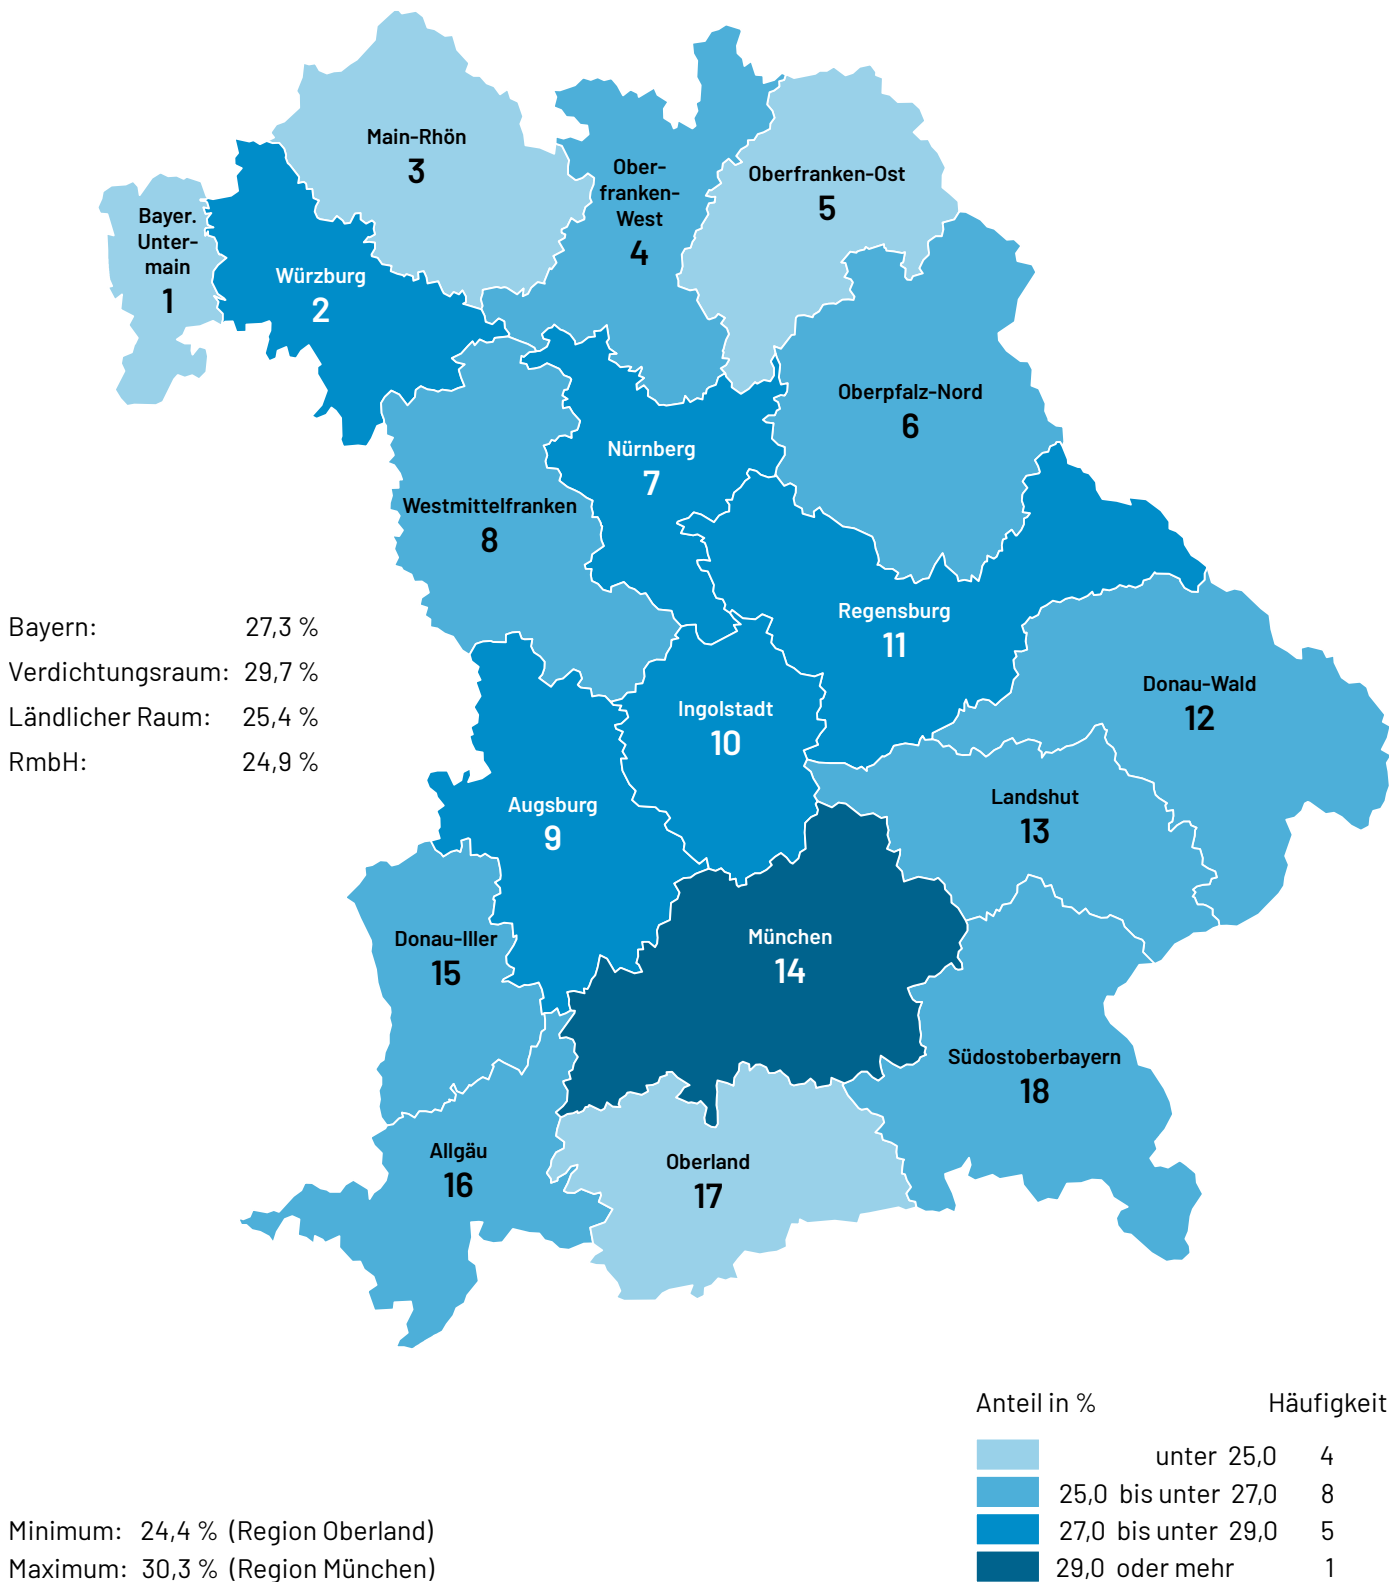 Main-Rhön
3
Ober-
franken-
West
4
Oberfranken-Ost
5
Bayer.
Unter-
main
1
Würzburg
2
Oberpfalz-Nord
6
Nürnberg
7
Westmittelfranken
8
Regensburg
11
Bayern: 27,3 %
Verdichtungsraum: 29,7 %
Ländlicher Raum: 25,4 %
RmbH: 24,9 %
Donau-Wald
12
Ingolstadt
10
Landshut
13
Augsburg
9
Donau-Iller
15
München
14
Südostoberbayern
18
Allgäu
16
Oberland
17
Anteil in % Häufigkeit
unter 25,0 4
25,0 bis unter 27,0 8
27,0 bis unter 29,0 5
29,0 oder mehr 1
Minimum: 24,4 % (Region Oberland)
Maximum: 30,3 % (Region München)